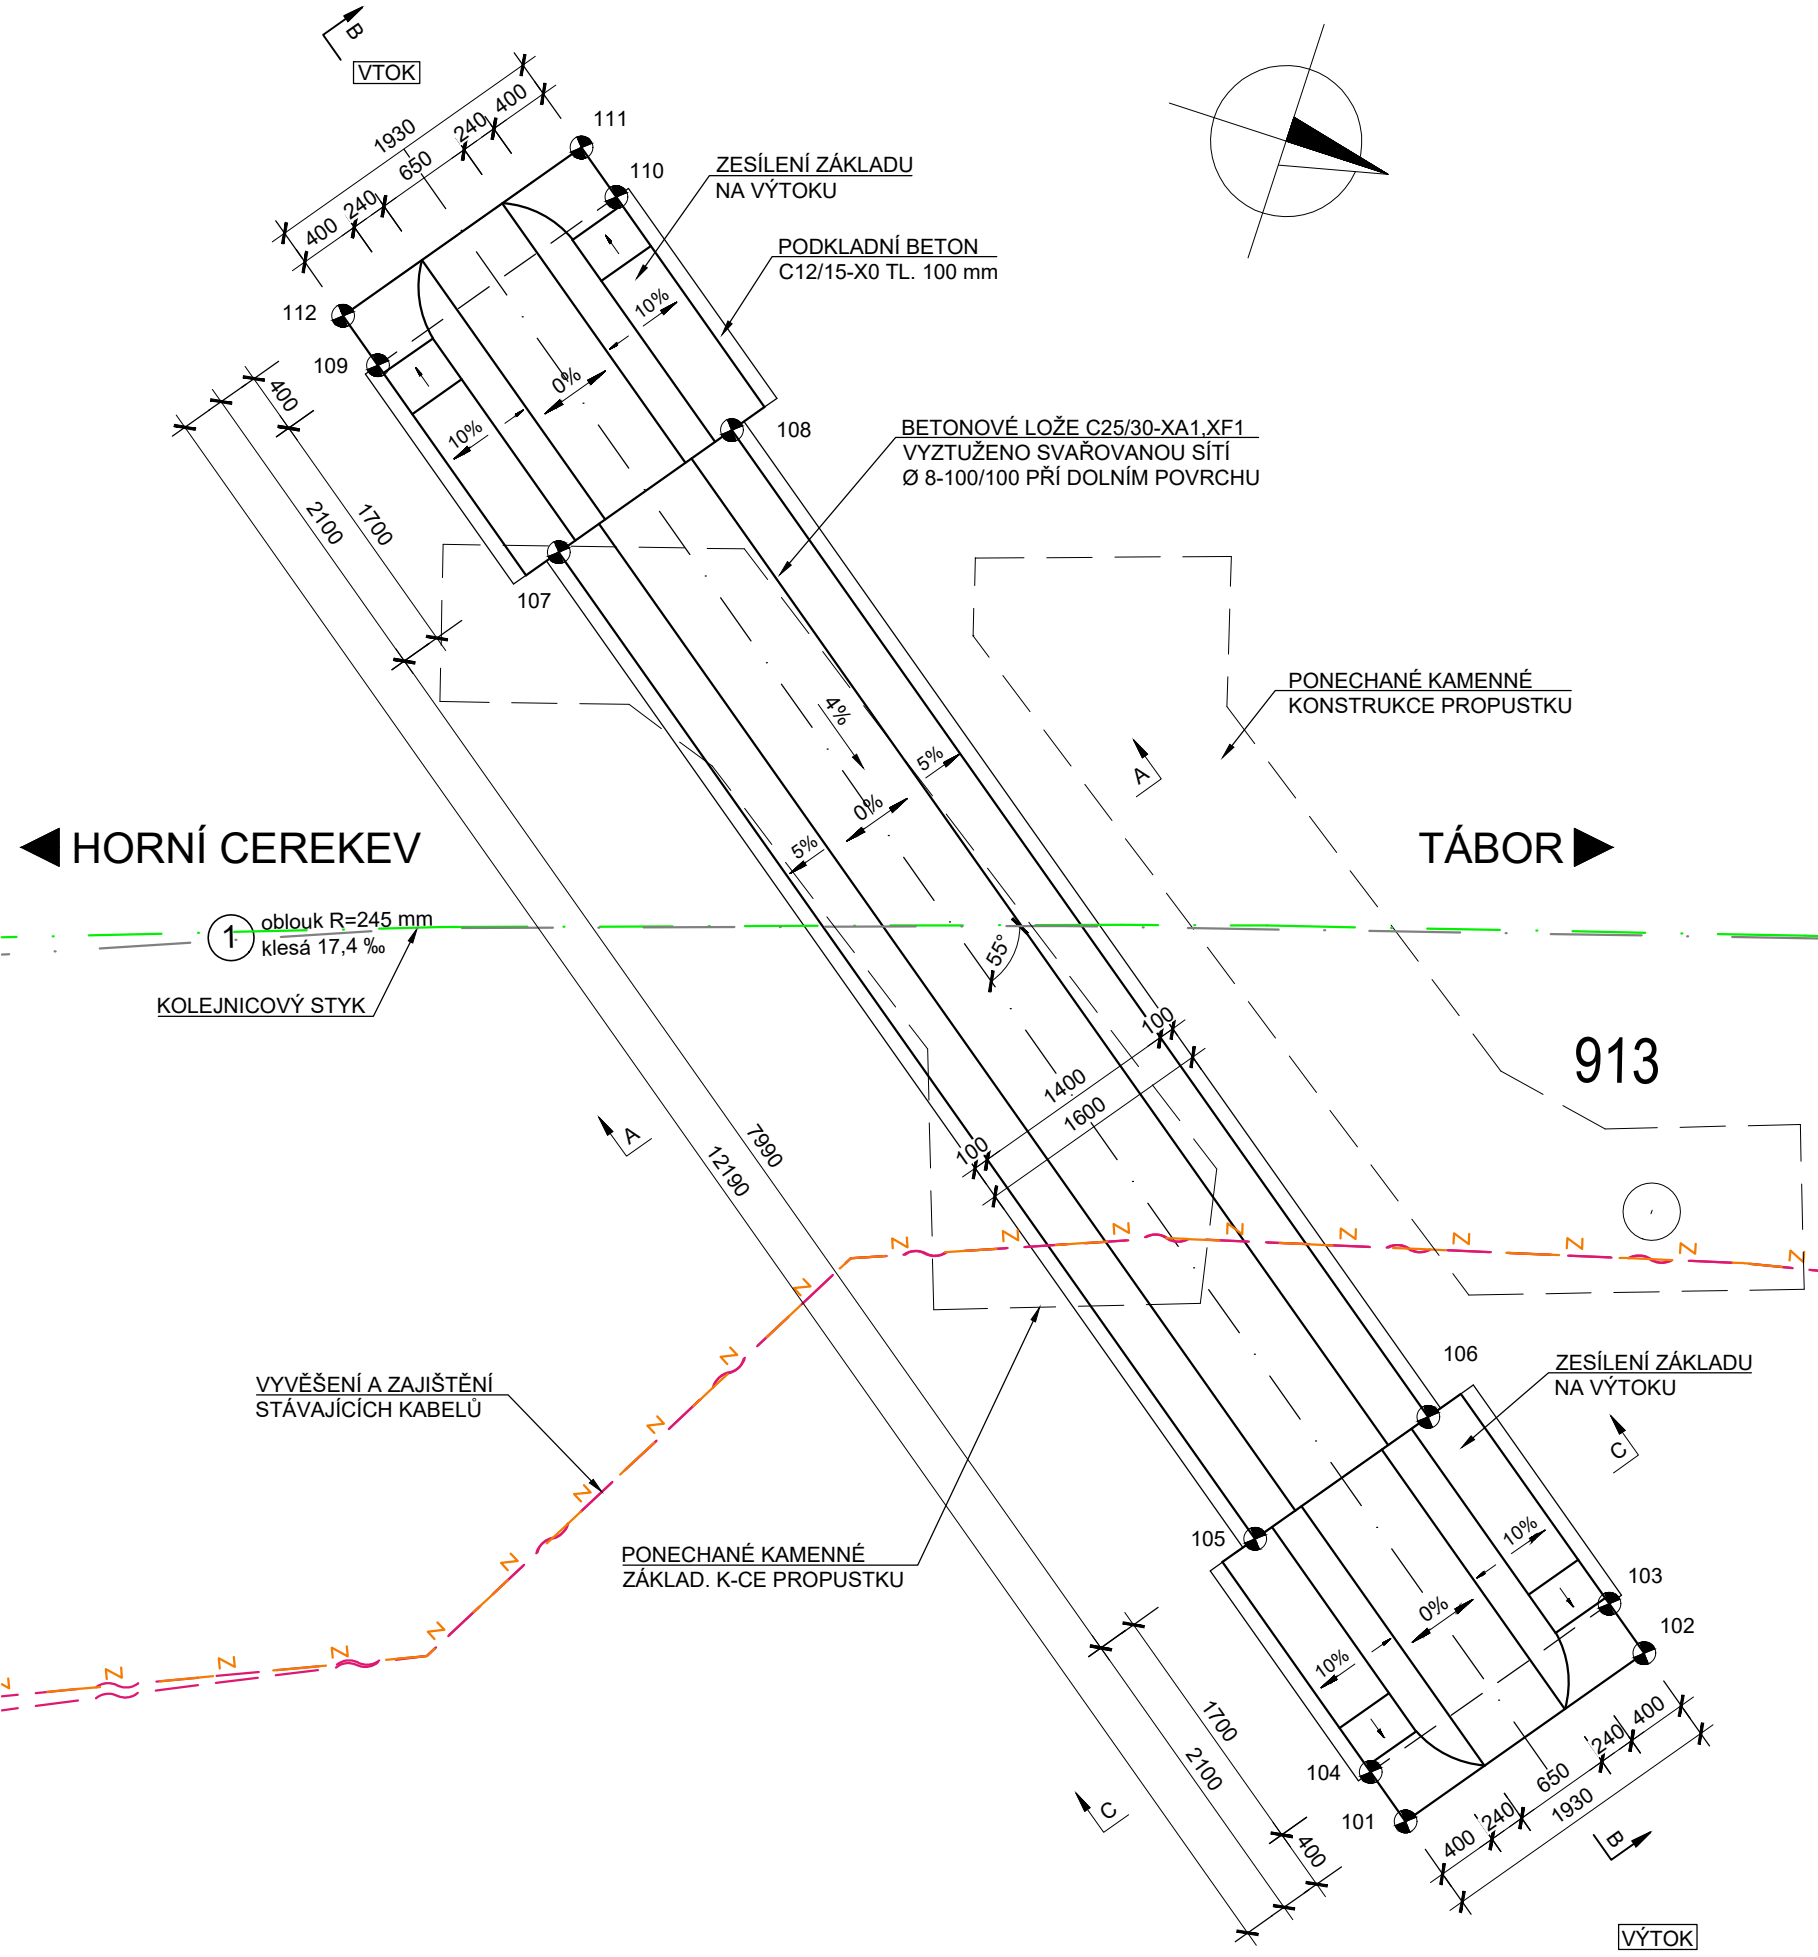 B
VTOK
1930
400
240
650
240
400
111
110
ZESÍLENÍ ZÁKLADU
NA VÝTOKU
PODKLADNÍ BETON
C12/15-X0 TL. 100 mm
112
109
10%
0%
10%
108
BETONOVÉ LOŽE C25/30-XA1,XF1
VYZTUŽENO SVAŘOVANOU SÍTÍ
Ø 8-100/100 PŘÍ DOLNÍM POVRCHU
400
1700
2100
107
PONECHANÉ KAMENNÉ
KONSTRUKCE PROPUSTKU
4%
5%
0%
5%
A
HORNÍ CEREKEV
TÁBOR
1
oblouk R=245 mm
klesá 17,4 ‰
KOLEJNICOVÝ STYK
55°
913
100
1400
1600
100
A
7990
12190
Z Z Z Z Z Z Z Z Z
Z
Z
Z
Z
Z
Z
Z Z Z Z
VYVĚŠENÍ A ZAJIŠTĚNÍ
STÁVAJÍCÍCH KABELŮ
106
ZESÍLENÍ ZÁKLADU
NA VÝTOKU
C
105
PONECHANÉ KAMENNÉ
ZÁKLAD. K-CE PROPUSTKU
10%
0%
10%
103
102
1700
2100
400
104
101
C
400
240
650
240
400
1930
B
VÝTOK